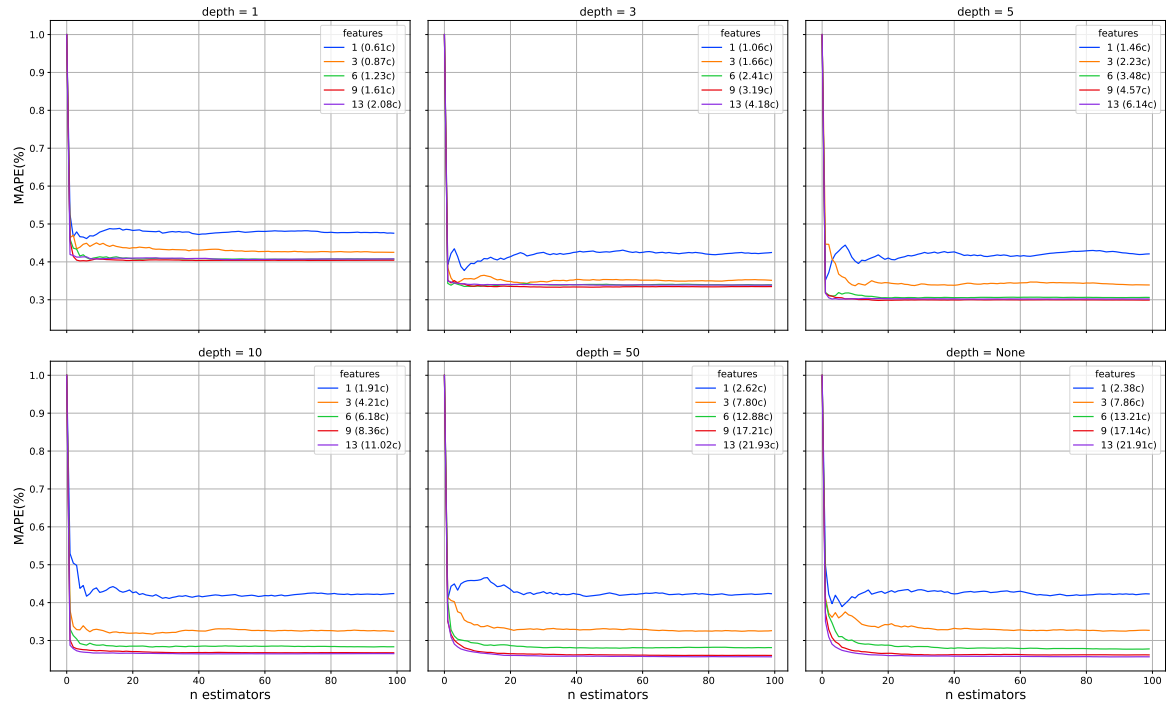 depth = 1
1.0
0.9
0.8
0.7
0.6
0.5
0.4
0.3
MAPE(%)
features
1 (0.61c)
3 (0.87c)
6 (1.23c)
9 (1.61c)
13 (2.08c)
depth = 3
features
1 (1.06c)
3 (1.66c)
6 (2.41c)
9 (3.19c)
13 (4.18c)
depth = 5
features
1 (1.46c)
3 (2.23c)
6 (3.48c)
9 (4.57c)
13 (6.14c)
depth = 10
1.0
0.9
0.8
0.7
0.6
0.5
0.4
0.3
MAPE(%)
features
1 (1.91c)
3 (4.21c)
6 (6.18c)
9 (8.36c)
13 (11.02c)
0 20 40 60 80 100
n estimators
depth = 50
features
1 (2.62c)
3 (7.80c)
6 (12.88c)
9 (17.21c)
13 (21.93c)
0 20 40 60 80 100
n estimators
depth = None
features
1 (2.38c)
3 (7.86c)
6 (13.21c)
9 (17.14c)
13 (21.91c)
0 20 40 60 80 100
n estimators